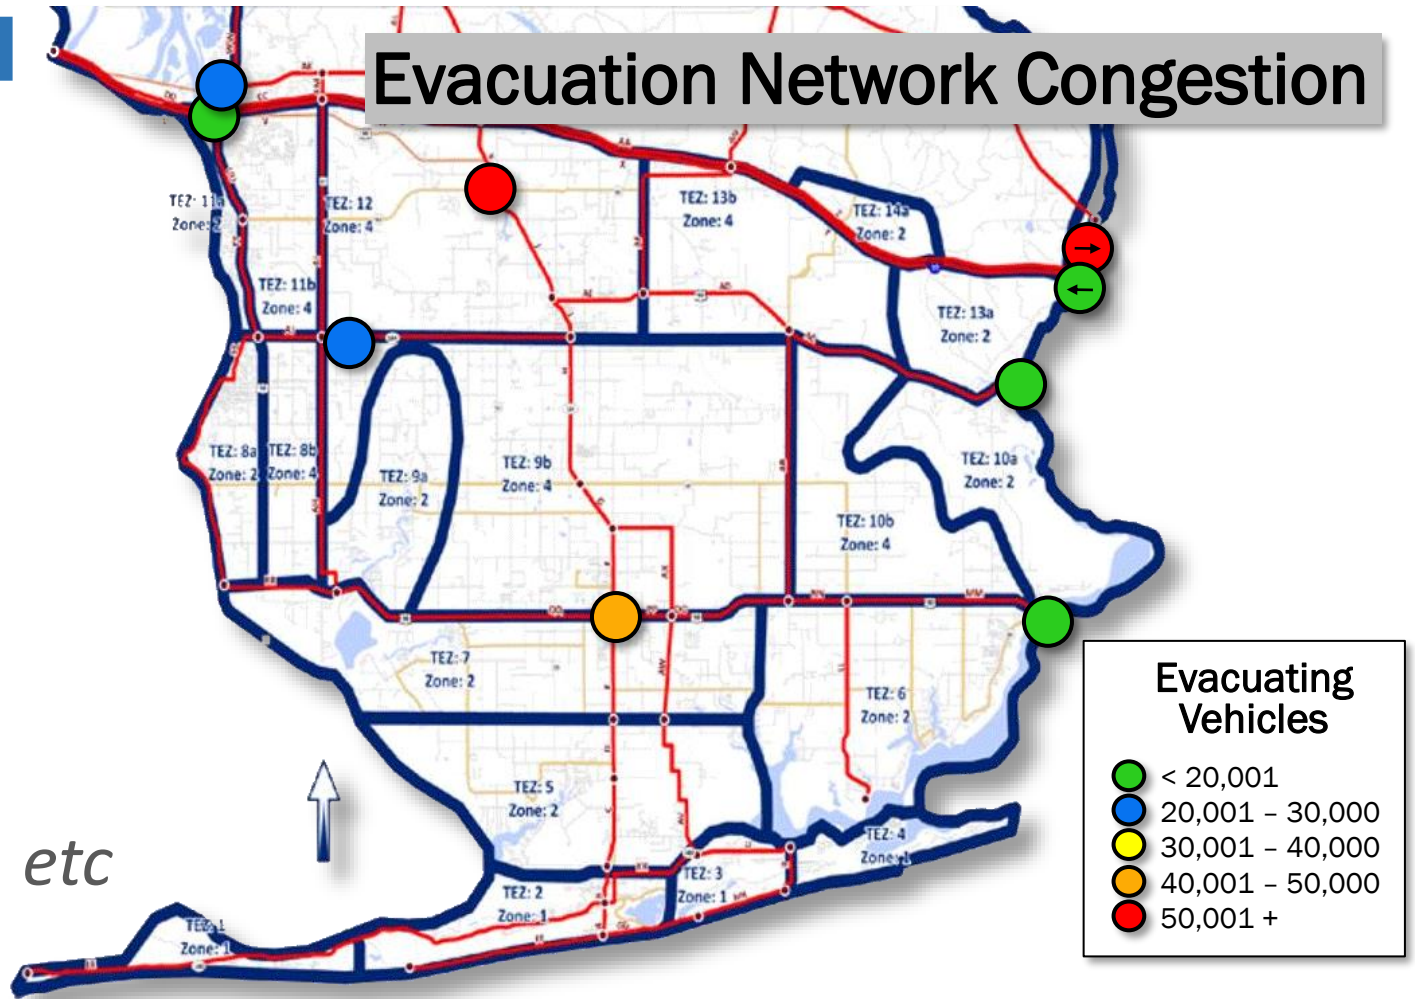 Evacuation Network Congestion
TEZ: 11a
Zone: 2
TEZ: 12
Zone: 4
TEZ: 13b
Zone: 4
TEZ: 14a
Zone: 2
TEZ: 11b
Zone: 4
TEZ: 13a
Zone: 2
TEZ: 8a
Zone: 2
TEZ: 8b
Zone: 4
TEZ: 9a
Zone: 2
TEZ: 9b
Zone: 4
TEZ: 10a
Zone: 2
TEZ: 10b
Zone: 4
TEZ: 7
Zone: 2
TEZ: 6
Zone: 2
TEZ: 5
Zone: 2
TEZ: 4
Zone: 1
TEZ: 3
Zone: 1
TEZ: 2
Zone: 1
TEZ: 1
Zone: 1
etc
Evacuating
Vehicles
< 20,001
20,001 – 30,000
30,001 – 40,000
40,001 – 50,000
50,001 +